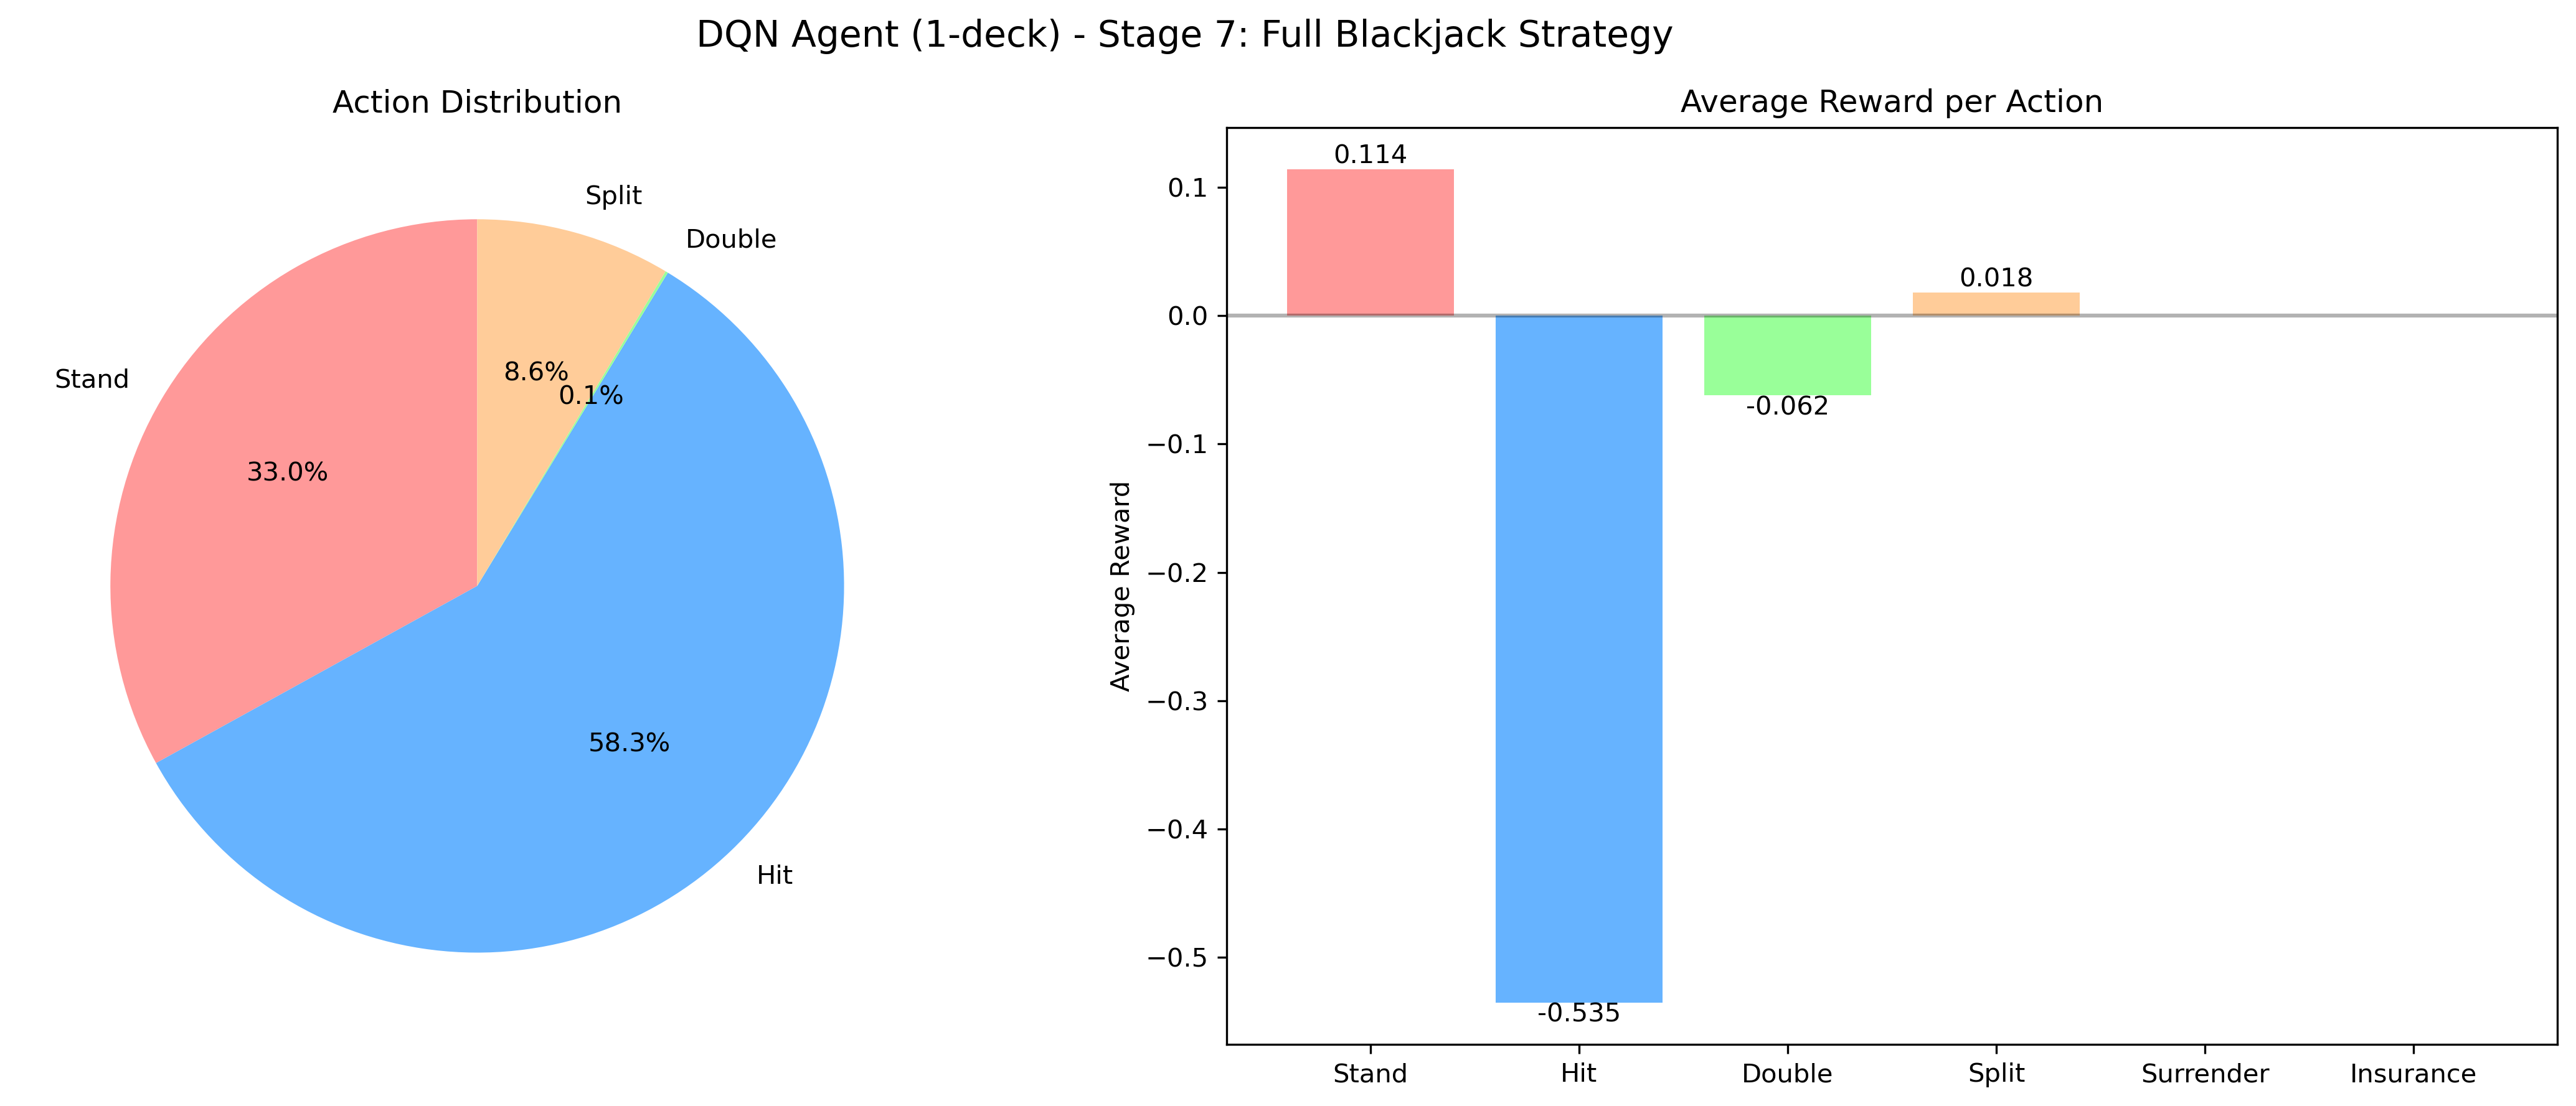 DQN Agent (1-deck) - Stage 7: Full Blackjack Strategy
Action Distribution
Split
Double
Stand
Hit
8.6%
0.1%
33.0%
58.3%
Average Reward per Action
Average Reward
0.1
0.0
−0.1
−0.2
−0.3
−0.4
−0.5
0.114
-0.535
-0.062
0.018
Stand
Hit
Double
Split
Surrender
Insurance